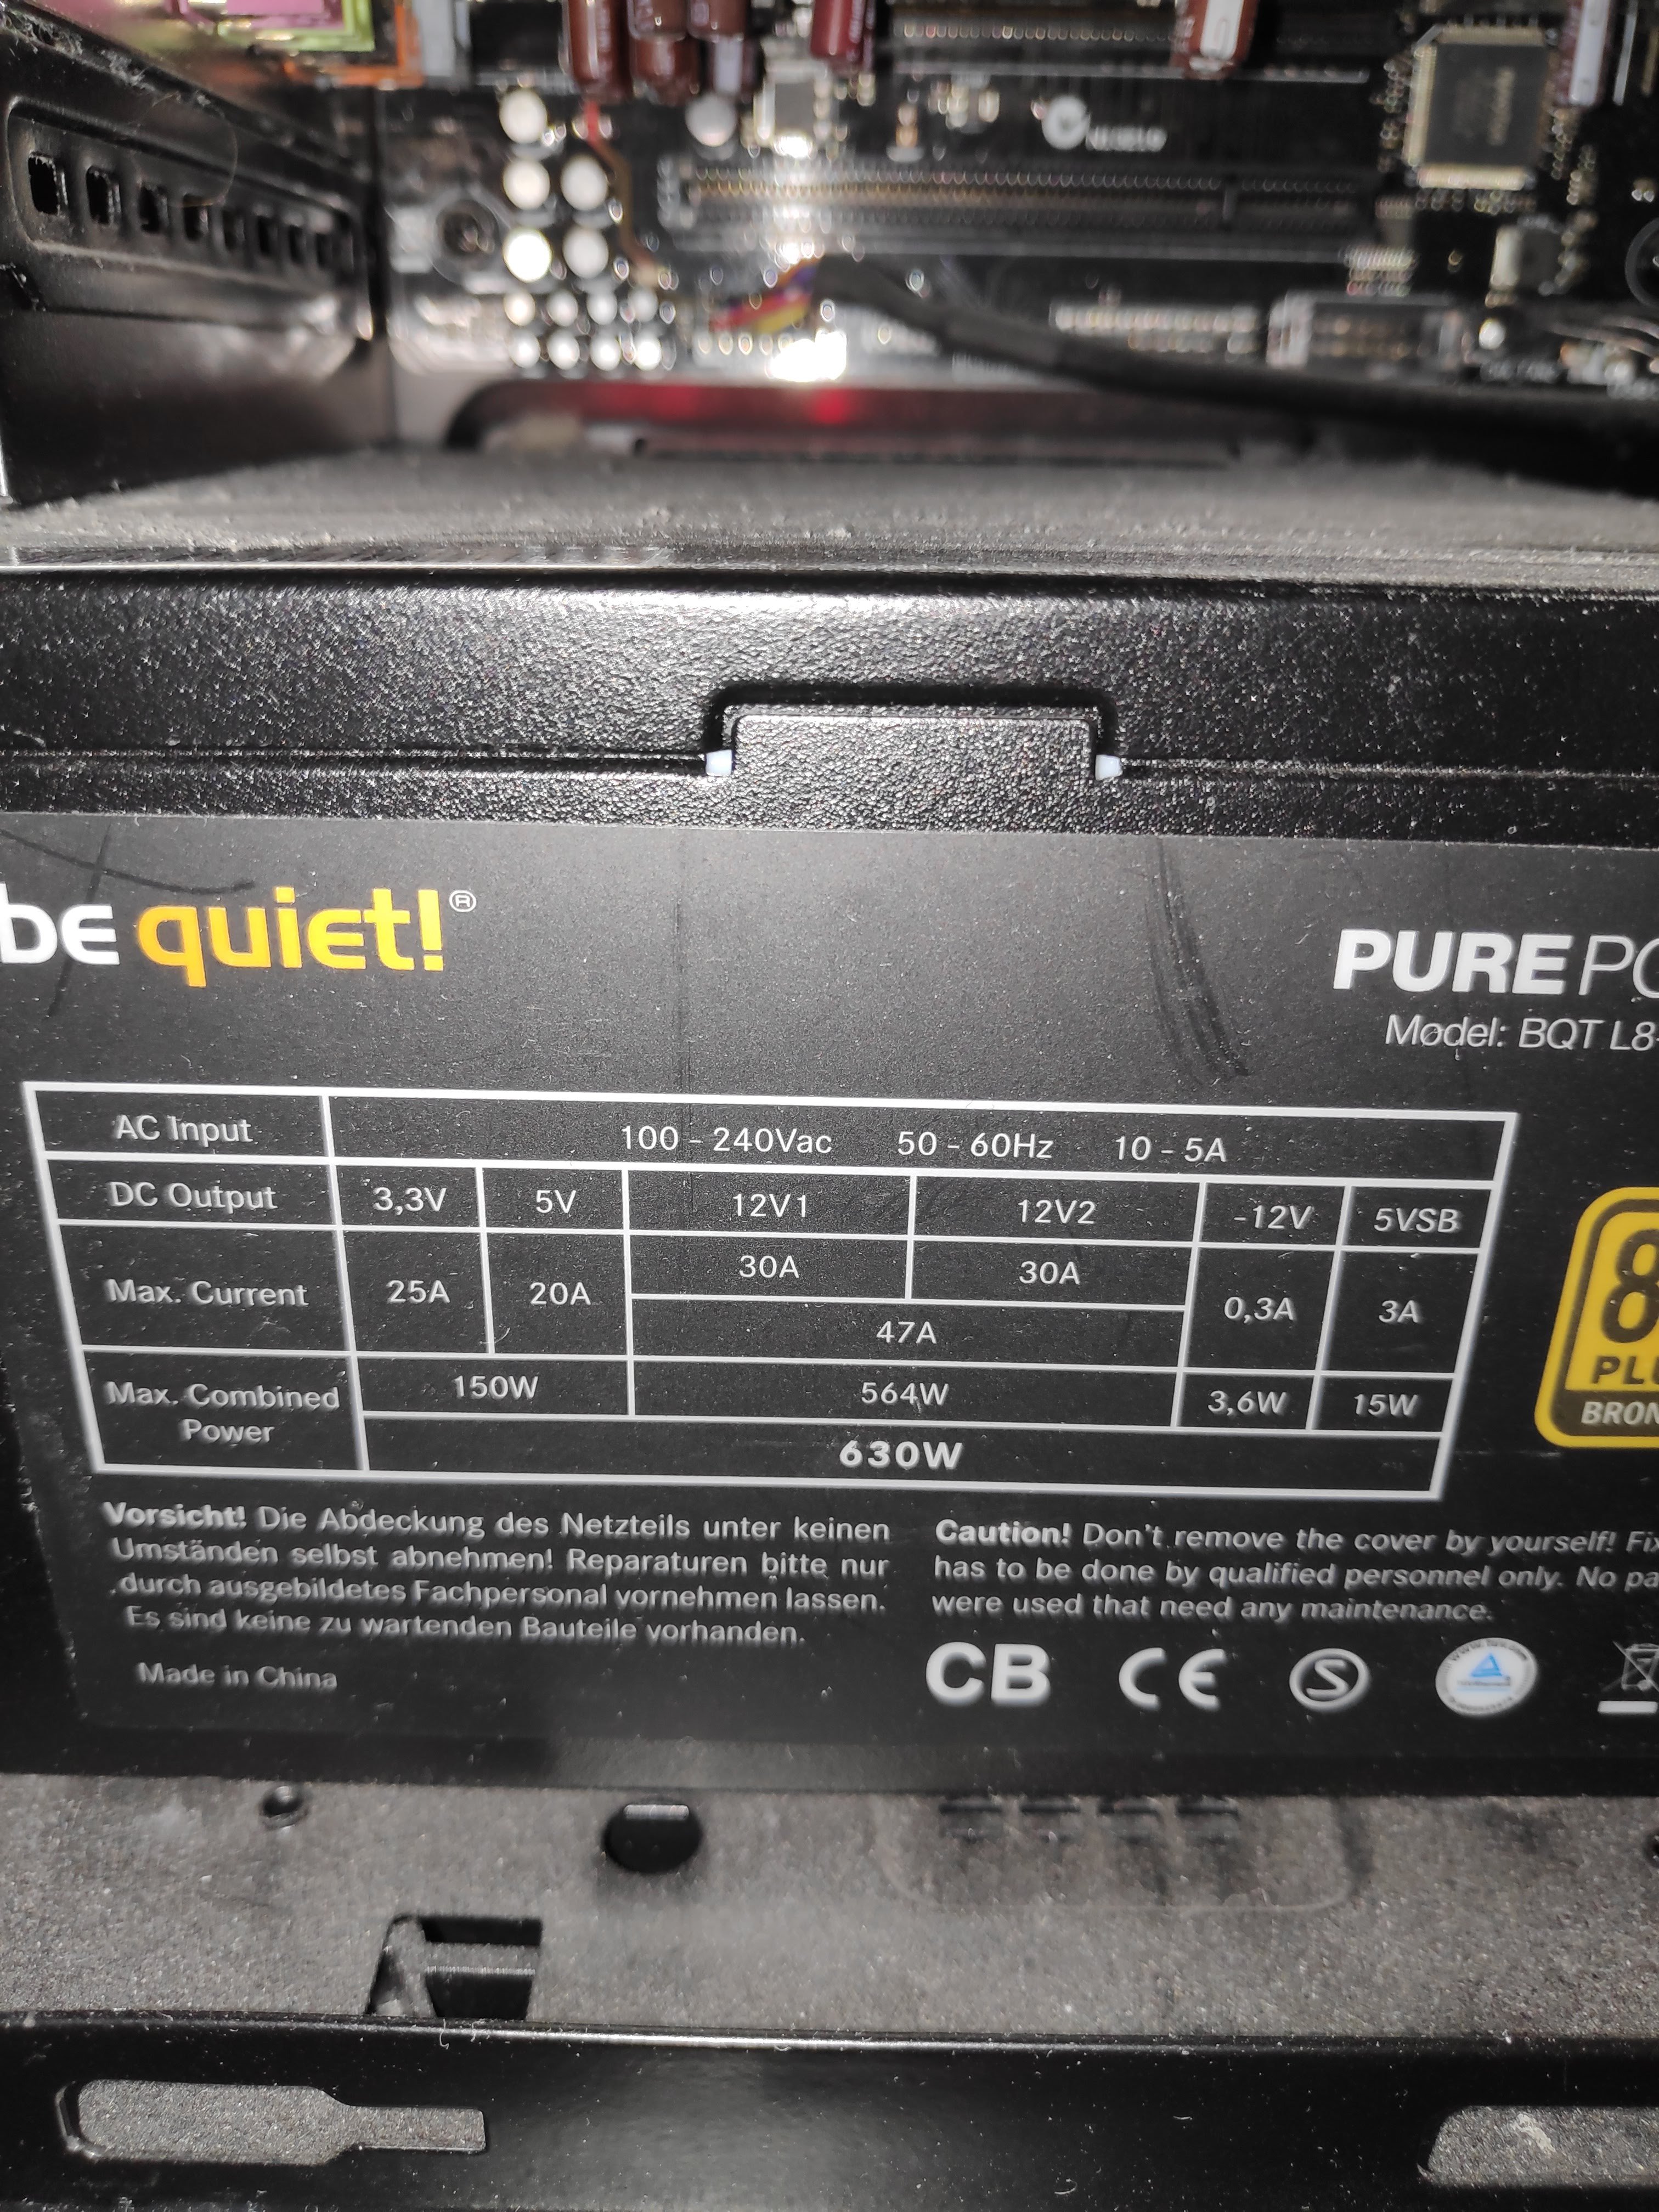 be quiet!®
PURE PO
Model: BQT L8-
AC Input 100 - 240Vac 50 - 60Hz 10 - 5A
DC Output 3,3V 5V 12V1 12V2 -12V 5VSB
Max. Current 25A 20A 30A 30A 0,3A 3A
47A
Max. Combined Power 150W 564W 3,6W 15W
630W
8
PLU
BRON
Vorsicht! Die Abdeckung des Netzteils unter keinen
Umständen selbst abnehmen! Reparaturen bitte nur
durch ausgebildetes Fachpersonal vornehmen lassen.
Es sind keine zu wartenden Bauteile vorhanden.
Caution! Don't remove the cover by yourself! Fix
has to be done by qualified personnel only. No pa
were used that need any maintenance.
Made in China
CB CE S